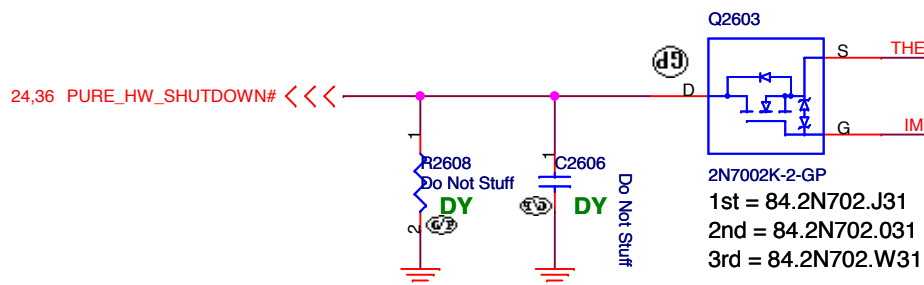 Q2603
GP
S
THE
24,36 PURE_HW_SHUTDOWN#
D
G
IM
1
R2608
Do Not Stuff
DY
2
1
C2606
DY
Do Not Stuff
2N7002K-2-GP
1st = 84.2N702.J31
2nd = 84.2N702.031
3rd = 84.2N702.W31